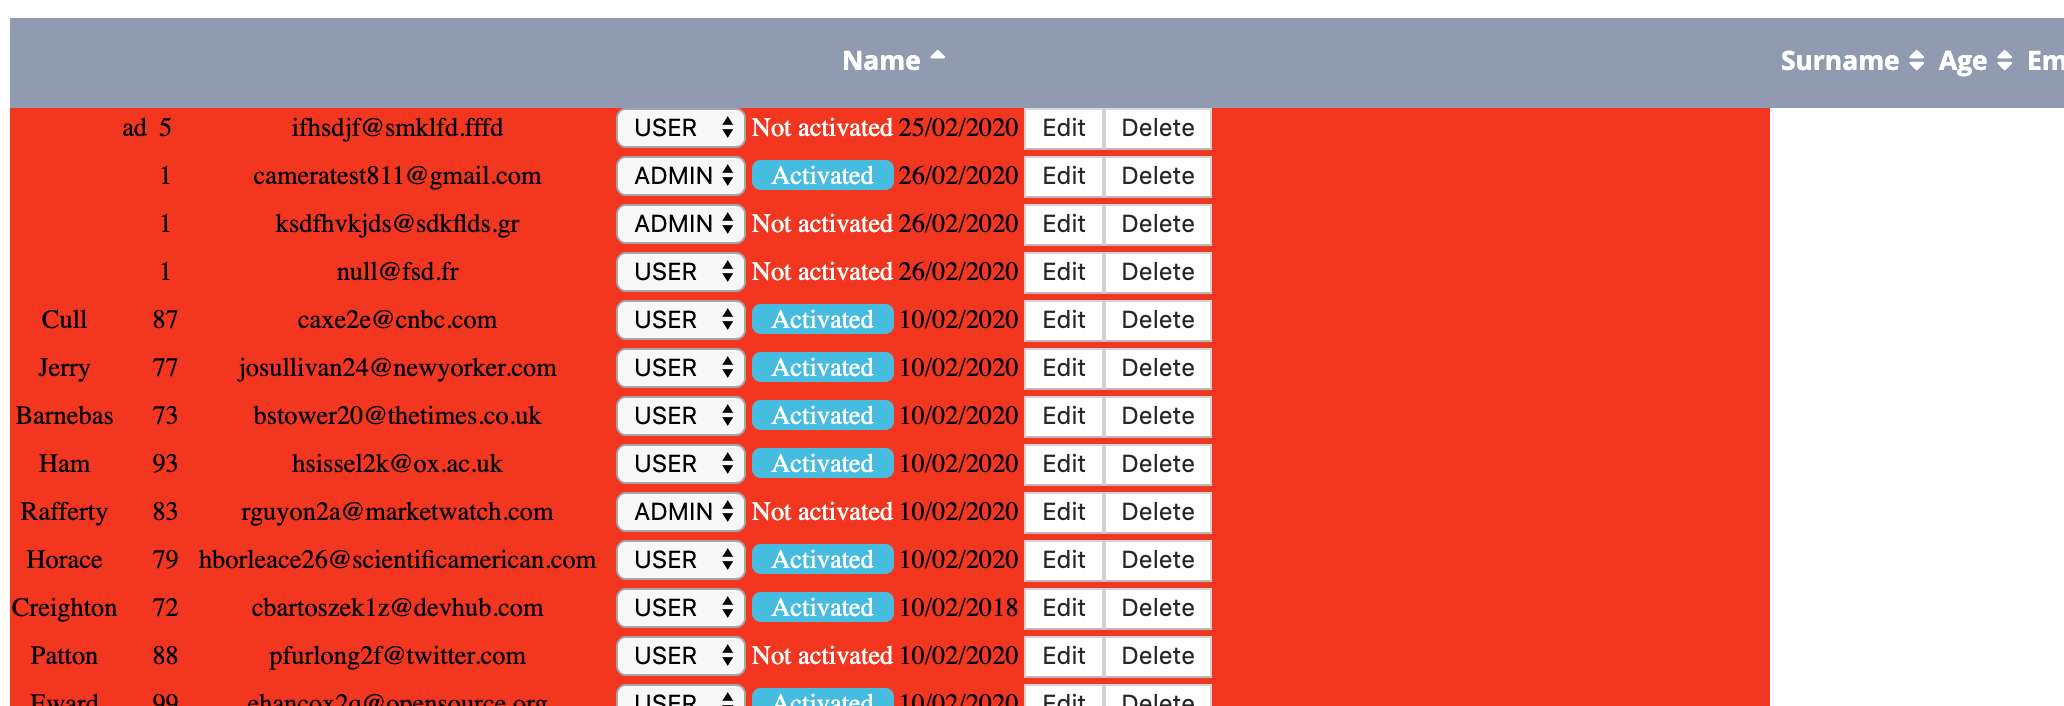 Name Surname Age Em
ad 5 ifhsdjf@smklfd.fffd USER Not activated 25/02/2020 Edit Delete
1 cameratest811@gmail.com ADMIN Activated 26/02/2020 Edit Delete
1 ksdfhvkjds@sdkflds.gr ADMIN Not activated 26/02/2020 Edit Delete
1 null@fsd.fr USER Not activated 26/02/2020 Edit Delete
Cull 87 caxe2e@cnbc.com USER Activated 10/02/2020 Edit Delete
Jerry 77 josullivan24@newyorker.com USER Activated 10/02/2020 Edit Delete
Barnebas 73 bstower20@thetimes.co.uk USER Activated 10/02/2020 Edit Delete
Ham 93 hsissel2k@ox.ac.uk USER Activated 10/02/2020 Edit Delete
Rafferty 83 rguyon2a@marketwatch.com ADMIN Not activated 10/02/2020 Edit Delete
Horace 79 hborleace26@scientificamerican.com USER Activated 10/02/2020 Edit Delete
Creighton 72 cbartoszek1z@devhub.com USER Activated 10/02/2018 Edit Delete
Patton 88 pfurlong2f@twitter.com USER Not activated 10/02/2020 Edit Delete
Eward 99 ehancox2q@opensource.org USER Activated 10/02/2020 Edit Delete